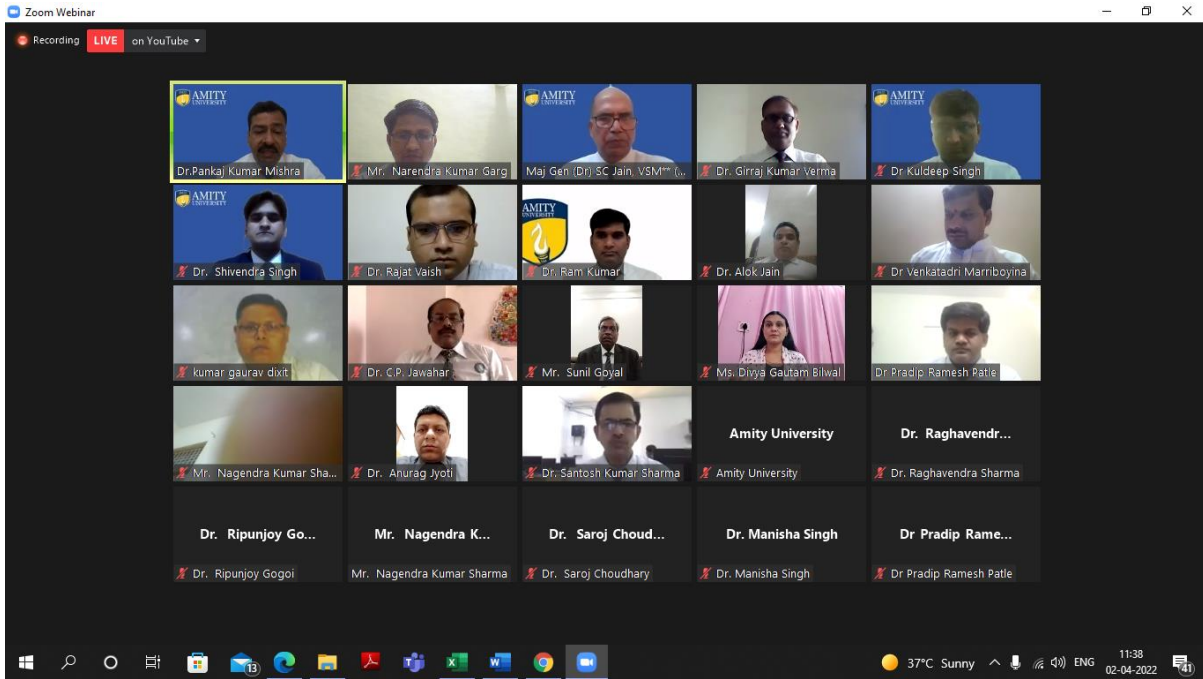 Zoom Webinar
Recording LIVE on YouTube
AMITY UNIVERSITY
Dr.Pankaj Kumar Mishra
Mr. Narendra Kumar Garg
AMITY UNIVERSITY
Maj Gen (Dr) SC Jain, VSM** (...
Dr. Girraj Kumar Verma
AMITY UNIVERSITY
Dr Kuldeep Singh
AMITY UNIVERSITY
Dr. Shivendra Singh
Dr. Rajat Vaish
AMITY UNIVERSITY
Dr. Ram Kumar
Dr. Alok Jain
Dr Venkatadri Marriboyina
kumar gaurav dixit
Dr. C.P. Jawahar
Mr. Sunil Goyal
Ms. Divya Gautam Bilwal
Dr Pradip Ramesh Patle
Mr. Nagendra Kumar Sha...
Dr. Anurag Jyoti
Dr. Santosh Kumar Sharma
Amity University
Amity University
Dr. Raghavendr...
Dr. Raghavendra Sharma
Dr. Ripunjoy Go...
Dr. Ripunjoy Gogoi
Mr. Nagendra K...
Mr. Nagendra Kumar Sharma
Dr. Saroj Choud...
Dr. Saroj Choudhary
Dr. Manisha Singh
Dr. Manisha Singh
Dr Pradip Rame...
Dr Pradip Ramesh Patle
13
37°C Sunny
ENG
11:38
02-04-2022
41